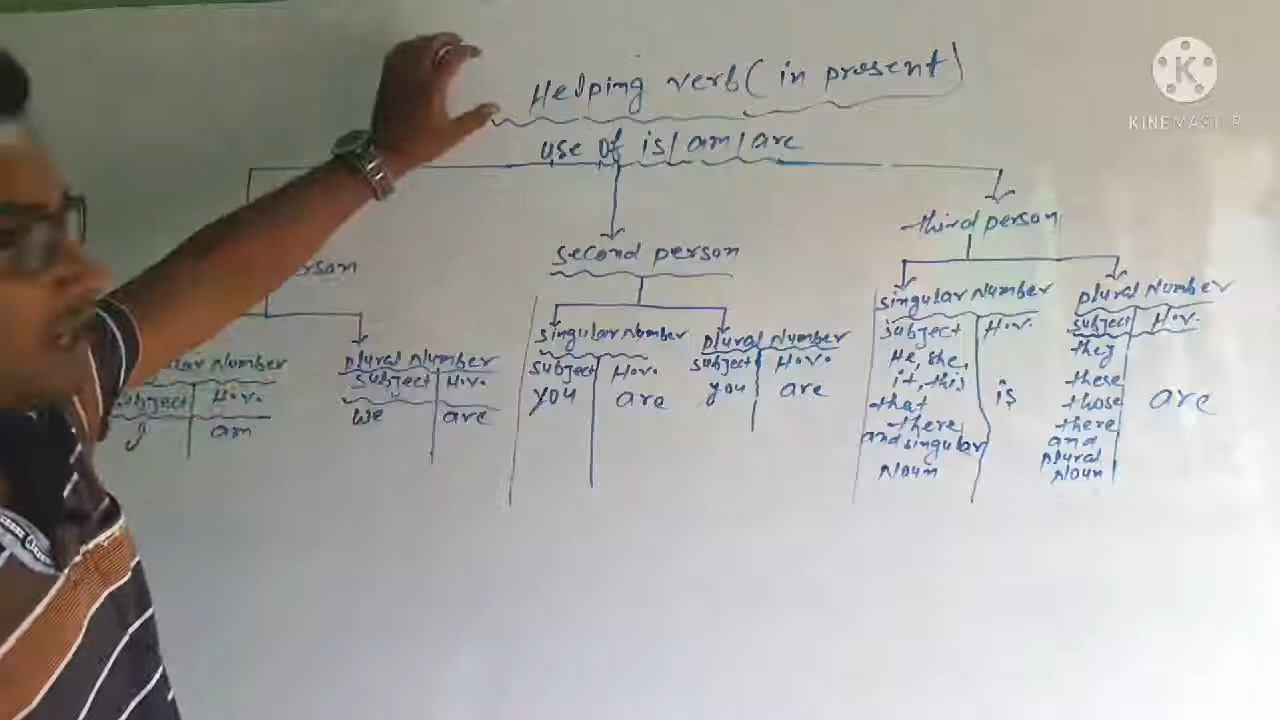 Helping verb (in present)
use of is/am/are
rson
singular Number
subject H.v.
I am
plural Number
subject H.v.
we are
second person
singular number
subject H.v.
you are
plural Number
subject H.v.
you are
third person
singular Number
subject H.v.
He, she,
it, this
that
there
and singular
Noun
is
plural Number
subject H.v.
they
these
those
there
and
plural
Noun
are
KINEMASTER